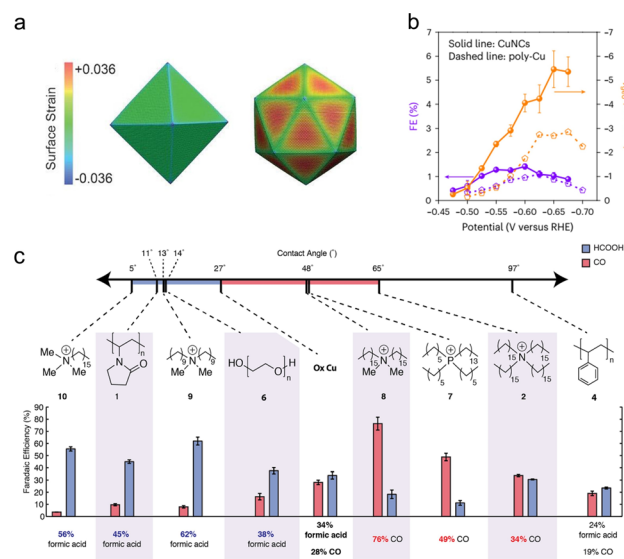 a
+0.036
Surface Strain
-0.036
b
Solid line: CuNCs
Dashed line: poly-Cu
FE (%)
7
6
5
4
3
2
1
0
-7
-6
-5
-4
-3
-2
-1
0
-0.45 -0.50 -0.55 -0.60 -0.65 -0.70
Potential (V versus RHE)
HCOOH
CO
c
Contact Angle (°)
5° 11° 13° 14° 27° 48° 65° 97°
Me
Me
Me
N
+
15
n
N
O
9
9
N
+
Me
Me
HO
O
H
n
Ox Cu
15
15
N
+
Me
Me
5
13
P
+
5
5
15
15
N
+
15
15
n
10 1 9 6 8 7 2 4
Faradaic Efficiency (%)
90
80
70
60
50
40
30
20
10
0
56%
formic acid
45%
formic acid
62%
formic acid
38%
formic acid
34%
formic acid
28% CO
76% CO
49% CO
34% CO
24%
formic acid
19% CO